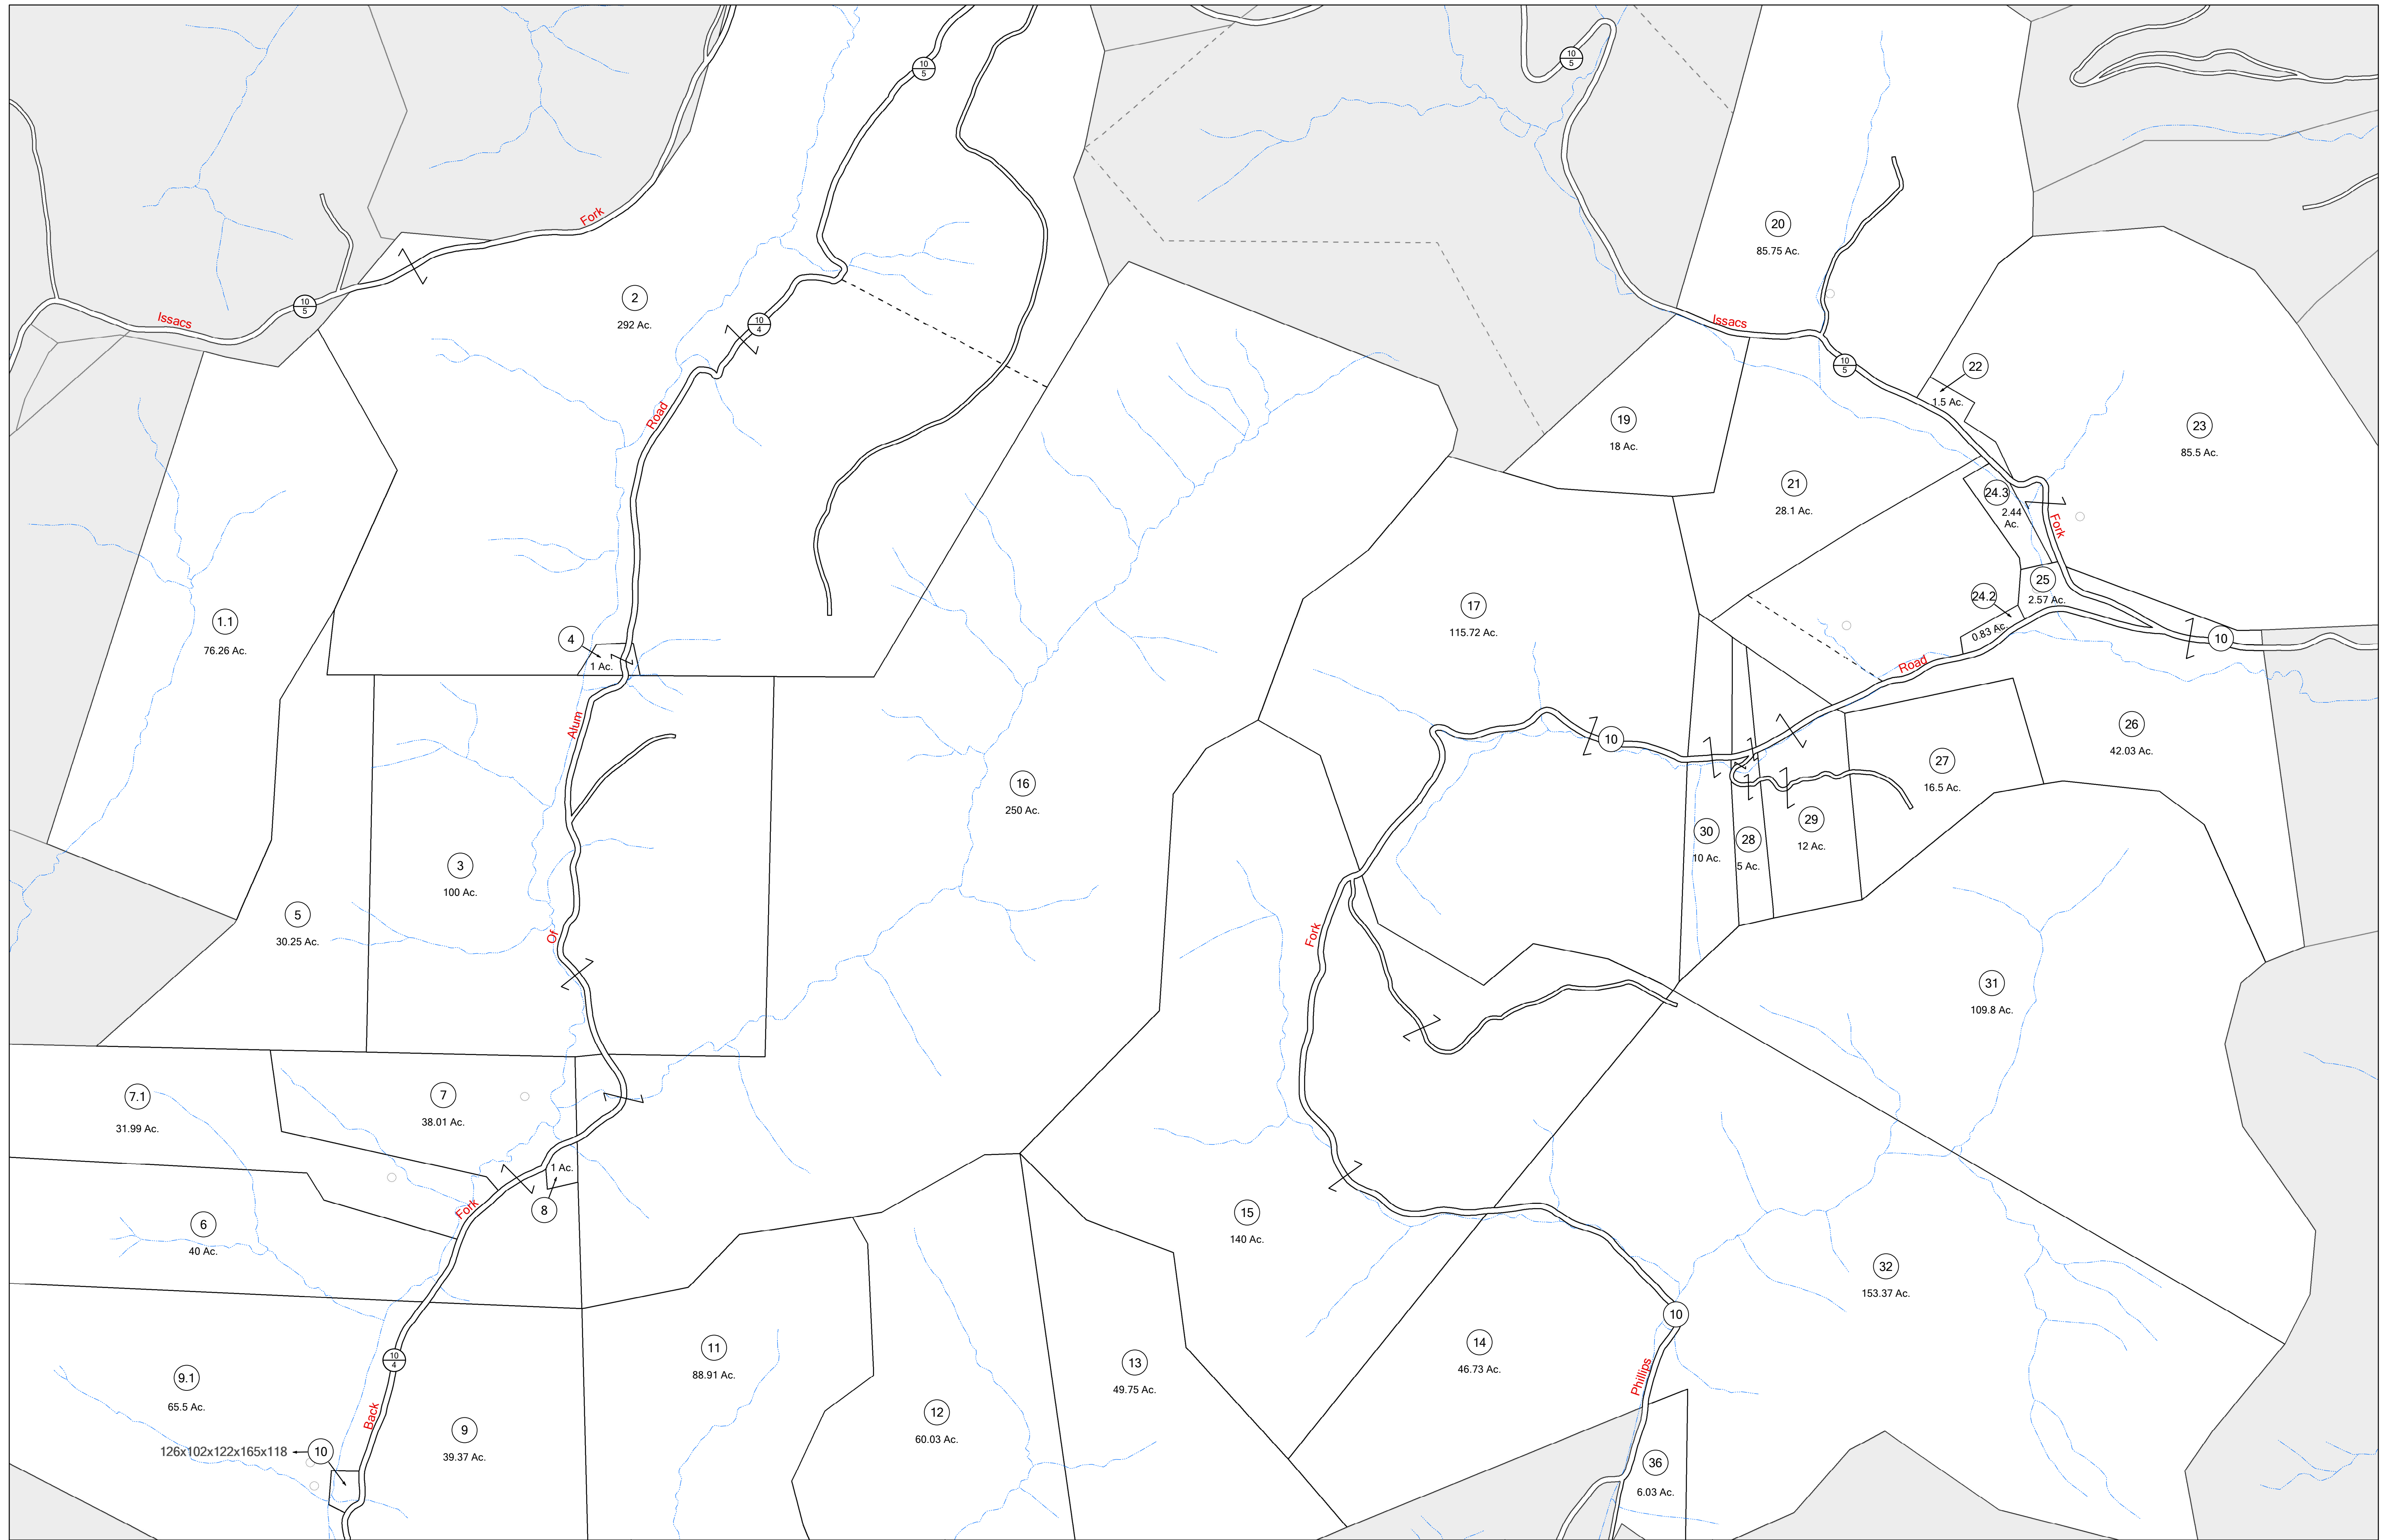 10
5
10
5
Fork
20
85.75 Ac.
2
292 Ac.
10
5
Issacs
10
4
Issacs
10
5
22
1.5 Ac.
Road
19
18 Ac.
23
85.5 Ac.
21
28.1 Ac.
24.3
2.44
Ac.
Fork
25
2.57 Ac.
24.2
0.83 Ac.
17
115.72 Ac.
1.1
76.26 Ac.
4
1 Ac.
10
Road
Alum
10
26
42.03 Ac.
27
16.5 Ac.
16
250 Ac.
29
12 Ac.
30
10 Ac.
28
5 Ac.
3
100 Ac.
5
30.25 Ac.
Of
Fork
31
109.8 Ac.
7.1
31.99 Ac.
7
38.01 Ac.
1 Ac.
8
Fork
6
40 Ac.
15
140 Ac.
32
153.37 Ac.
10
14
46.73 Ac.
Phillips
11
88.91 Ac.
13
49.75 Ac.
10
4
9.1
65.5 Ac.
Back
12
60.03 Ac.
9
39.37 Ac.
126x102x122x165x118
10
36
6.03 Ac.